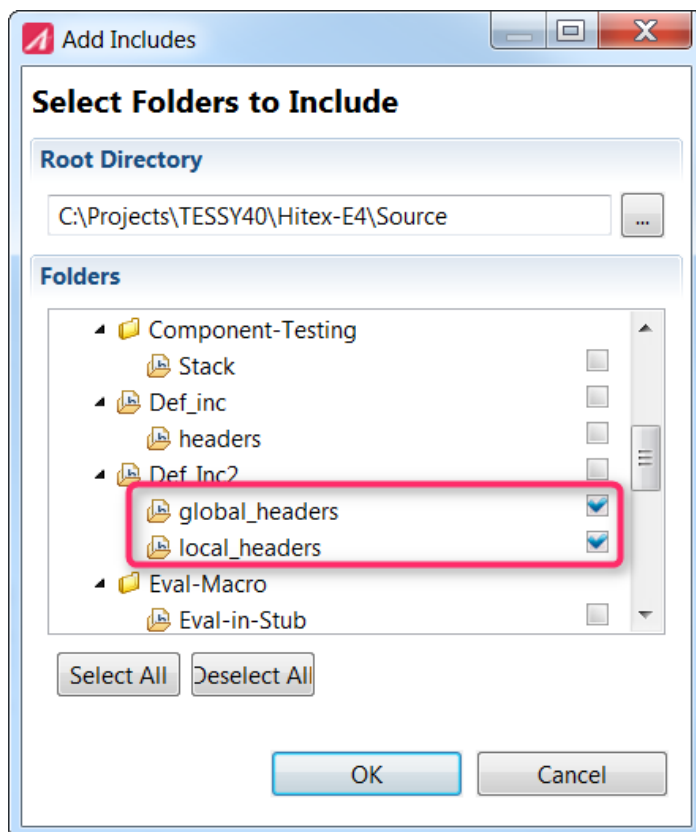 Add Includes
Select Folders to Include
Root Directory
C:\Projects\TESSY40\Hitex-E4\Source
...
Folders
Component-Testing
Stack
Def_inc
headers
Def_Inc2
global_headers
local_headers
Eval-Macro
Eval-in-Stub
Select All Deselect All
OK Cancel